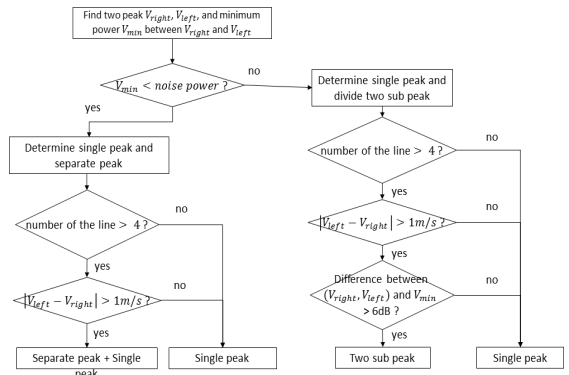 Find two peak V_right, V_left, and minimum
power V_min between V_right and V_left
V_min < noise power ?
no
yes
Determine single peak and
separate peak
number of the line > 4 ?
no
yes
|V_left − V_right| > 1m/s ?
no
yes
Separate peak + Single
peak
Single peak
Determine single peak and
divide two sub peak
number of the line > 4 ?
no
yes
|V_left − V_right| > 1m/s ?
no
yes
Difference between
(V_right, V_left) and V_min
> 6dB ?
no
yes
Two sub peak
Single peak